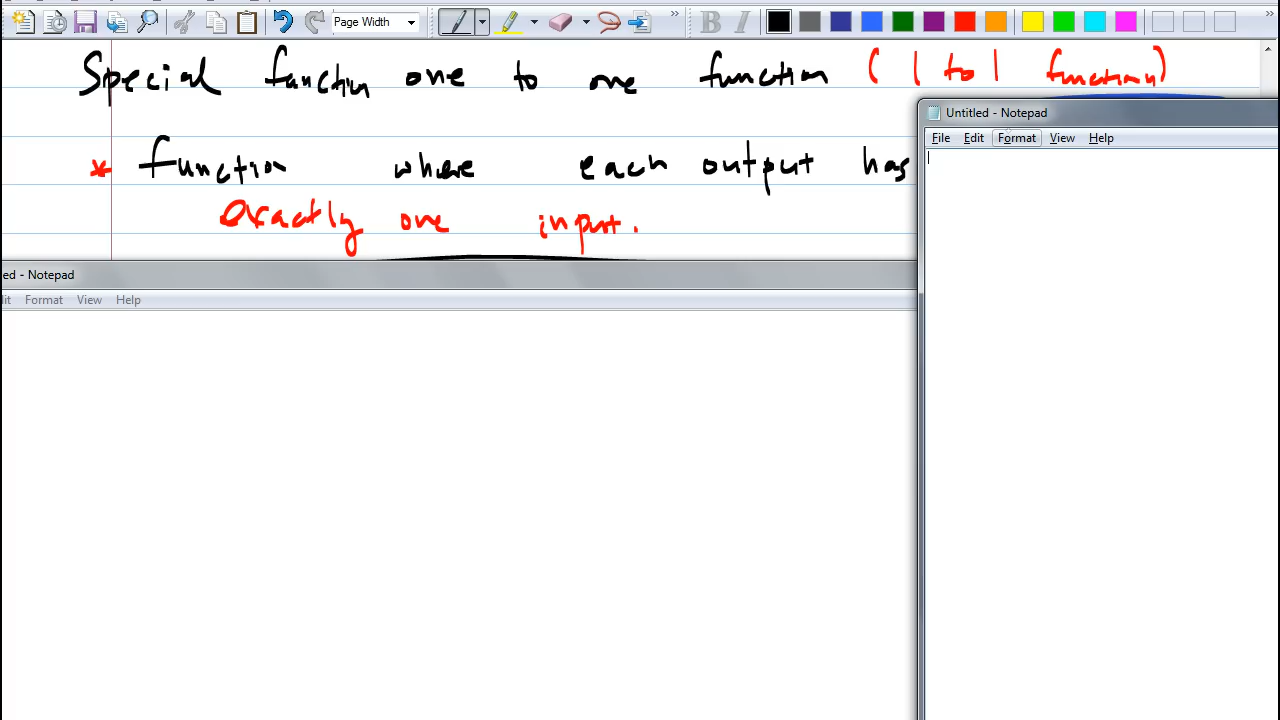 Page Width
B I
Special function one to one function ( 1 to 1 function)
* function where each output has
exactly one input.
Untitled - Notepad
File Edit Format View Help
ed - Notepad
it Format View Help